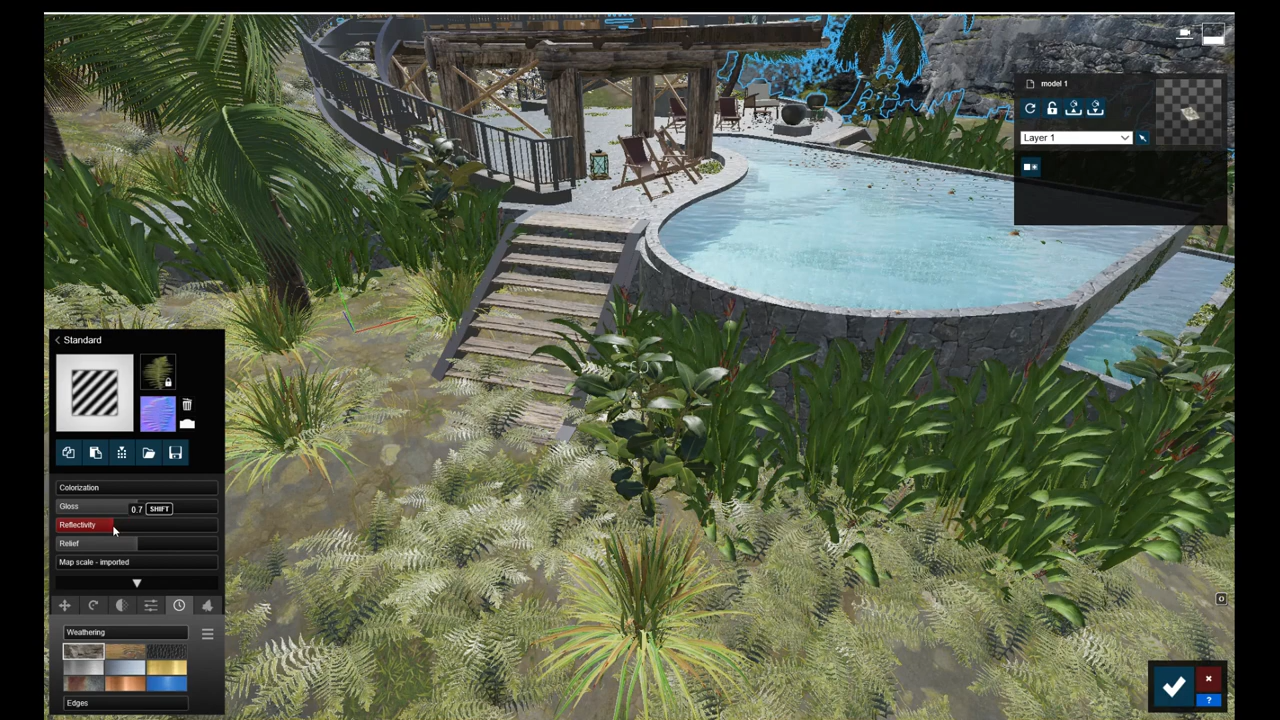 model 1
Layer 1
Standard
Colorization
Gloss
0.7 SHIFT
Reflectivity
Relief
Map scale - imported
Weathering
Edges
O
?